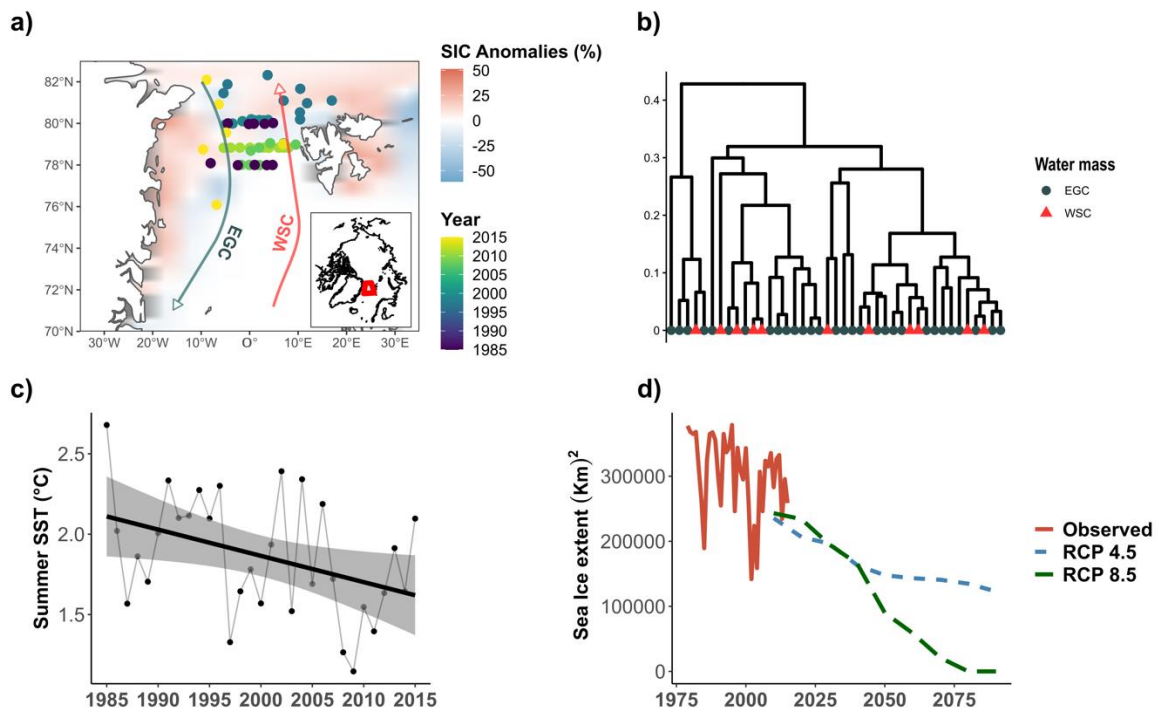 a)
SIC Anomalies (%)
50
25
0
-25
-50
Year
2015
2010
2005
2000
1995
1990
1985
82°N
80°N
78°N
76°N
74°N
72°N
70°N
30°W
20°W
10°W
0°
10°E
20°E
30°E
EGC
WSC
b)
0.4
0.3
0.2
0.1
0
Water mass
EGC
WSC
c)
Summer SST (°C)
2.5
2.0
1.5
1985
1990
1995
2000
2005
2010
2015
d)
Sea Ice extent (Km)²
300000
200000
100000
0
1975
2000
2025
2050
2075
Observed
RCP 4.5
RCP 8.5